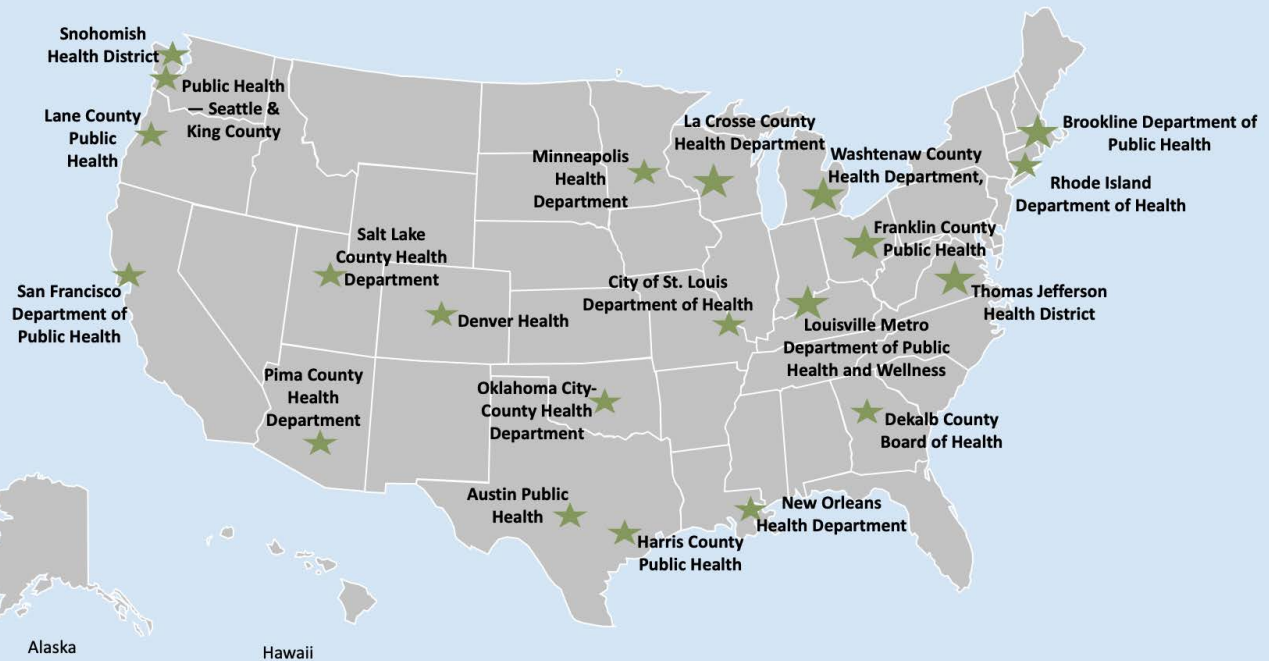 Snohomish
Health District
Public Health
— Seattle &
King County
Lane County
Public
Health
La Crosse County
Health Department
Brookline Department of
Public Health
Minneapolis
Health
Department
Washtenaw County
Health Department,
Rhode Island
Department of Health
Salt Lake
County Health
Department
Franklin County
Public Health
San Francisco
Department of
Public Health
City of St. Louis
Department of Health
Thomas Jefferson
Health District
Denver Health
Louisville Metro
Department of Public
Health and Wellness
Pima County
Health
Department
Oklahoma City-
County Health
Department
Dekalb County
Board of Health
Austin Public
Health
New Orleans
Health Department
Harris County
Public Health
Alaska
Hawaii